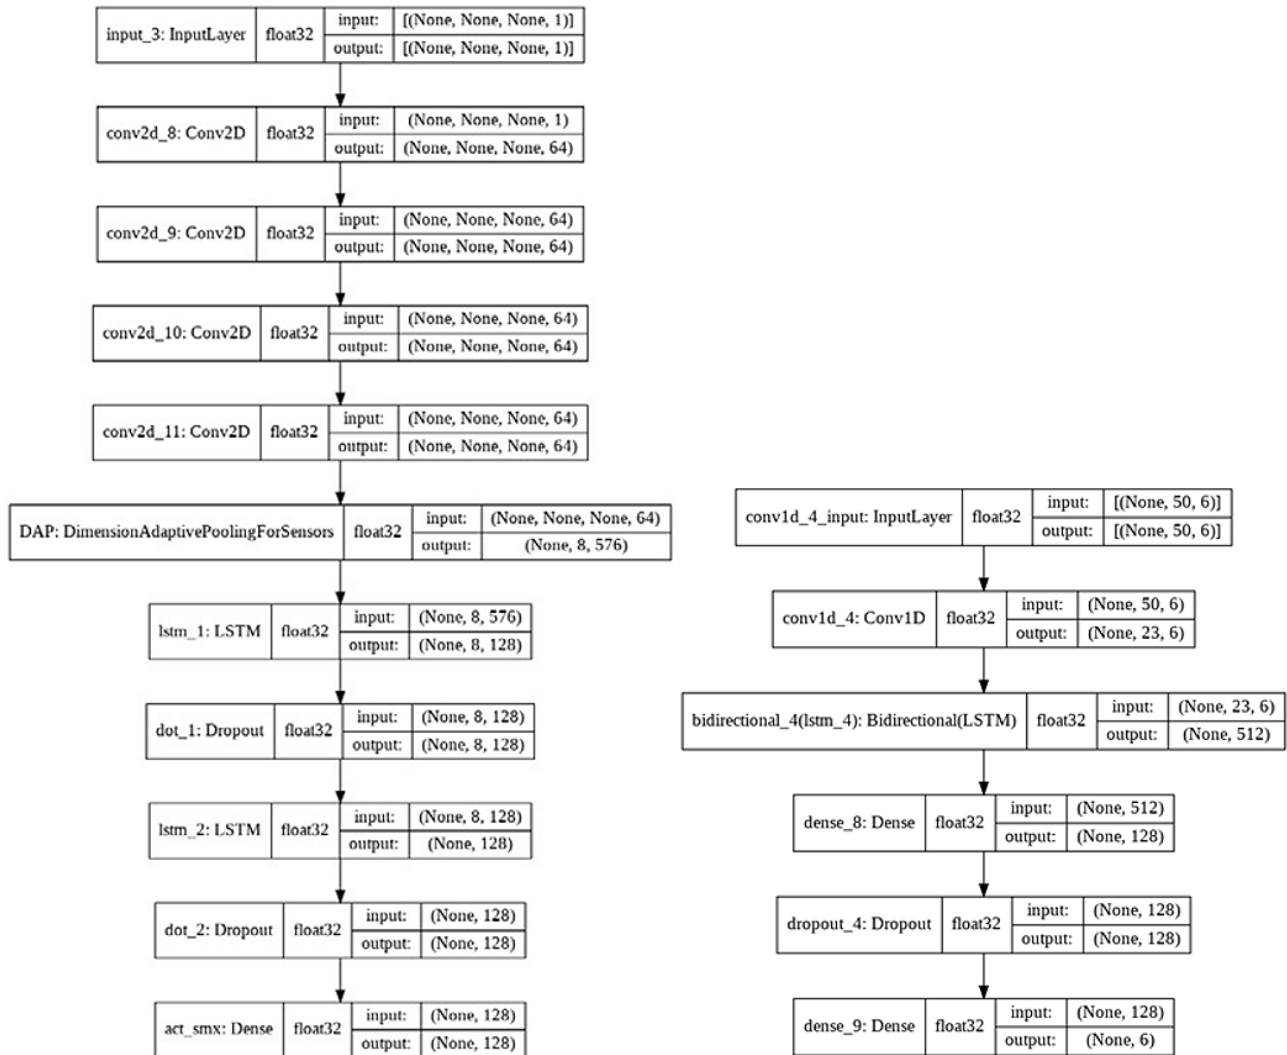 input_3: InputLayer float32 input: [(None, None, None, 1)]
output: [(None, None, None, 1)]
conv2d_8: Conv2D float32 input: (None, None, None, 1)
output: (None, None, None, 64)
conv2d_9: Conv2D float32 input: (None, None, None, 64)
output: (None, None, None, 64)
conv2d_10: Conv2D float32 input: (None, None, None, 64)
output: (None, None, None, 64)
conv2d_11: Conv2D float32 input: (None, None, None, 64)
output: (None, None, None, 64)
DAP: DimensionAdaptivePoolingForSensors float32 input: (None, None, None, 64)
output: (None, 8, 576)
lstm_1: LSTM float32 input: (None, 8, 576)
output: (None, 8, 128)
dot_1: Dropout float32 input: (None, 8, 128)
output: (None, 8, 128)
lstm_2: LSTM float32 input: (None, 8, 128)
output: (None, 128)
dot_2: Dropout float32 input: (None, 128)
output: (None, 128)
act_smx: Dense float32 input: (None, 128)
output: (None, 128)
conv1d_4_input: InputLayer float32 input: [(None, 50, 6)]
output: [(None, 50, 6)]
conv1d_4: Conv1D float32 input: (None, 50, 6)
output: (None, 23, 6)
bidirectional_4(lstm_4): Bidirectional(LSTM) float32 input: (None, 23, 6)
output: (None, 512)
dense_8: Dense float32 input: (None, 512)
output: (None, 128)
dropout_4: Dropout float32 input: (None, 128)
output: (None, 128)
dense_9: Dense float32 input: (None, 128)
output: (None, 6)